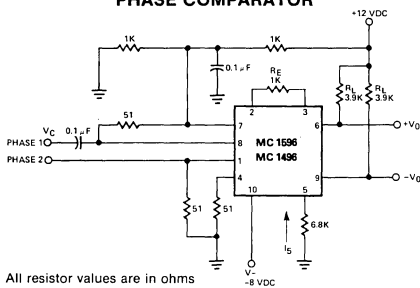 PHASE COMPARATOR
+12 VDC
1K
1K
0.1 µF
RE
1K
RL
3.9K
RL
3.9K
VC
0.1 µF
51
PHASE 1
PHASE 2
2
3
7
8
1
4
10
5
6
9
MC 1596
MC 1496
+VO
-VO
51
51
I5
6.8K
V-
-8 VDC
All resistor values are in ohms